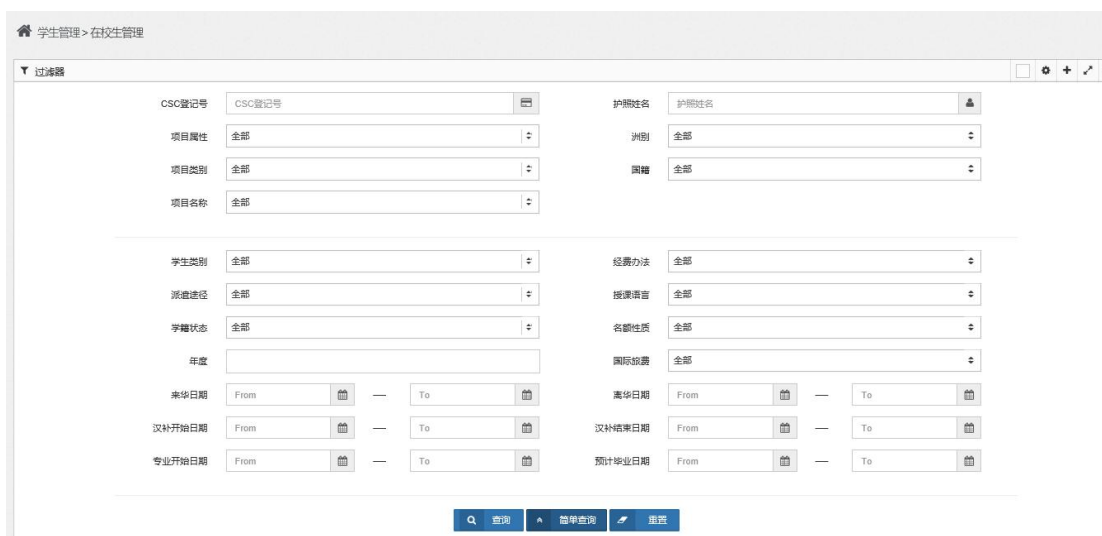 学生管理>在校生管理
过滤器
CSC登记号 CSC登记号 护照姓名 护照姓名
项目属性 全部 洲别 全部
项目类别 全部 国籍 全部
项目名称 全部
学生类别 全部 经费办法 全部
派遣途径 全部 授课语言 全部
学籍状态 全部 名额性质 全部
年度 国际旅费 全部
来华日期 From — To 离华日期 From — To
汉补开始日期 From — To 汉补结束日期 From — To
专业开始日期 From — To 预计毕业日期 From — To
查询 简单查询 重置